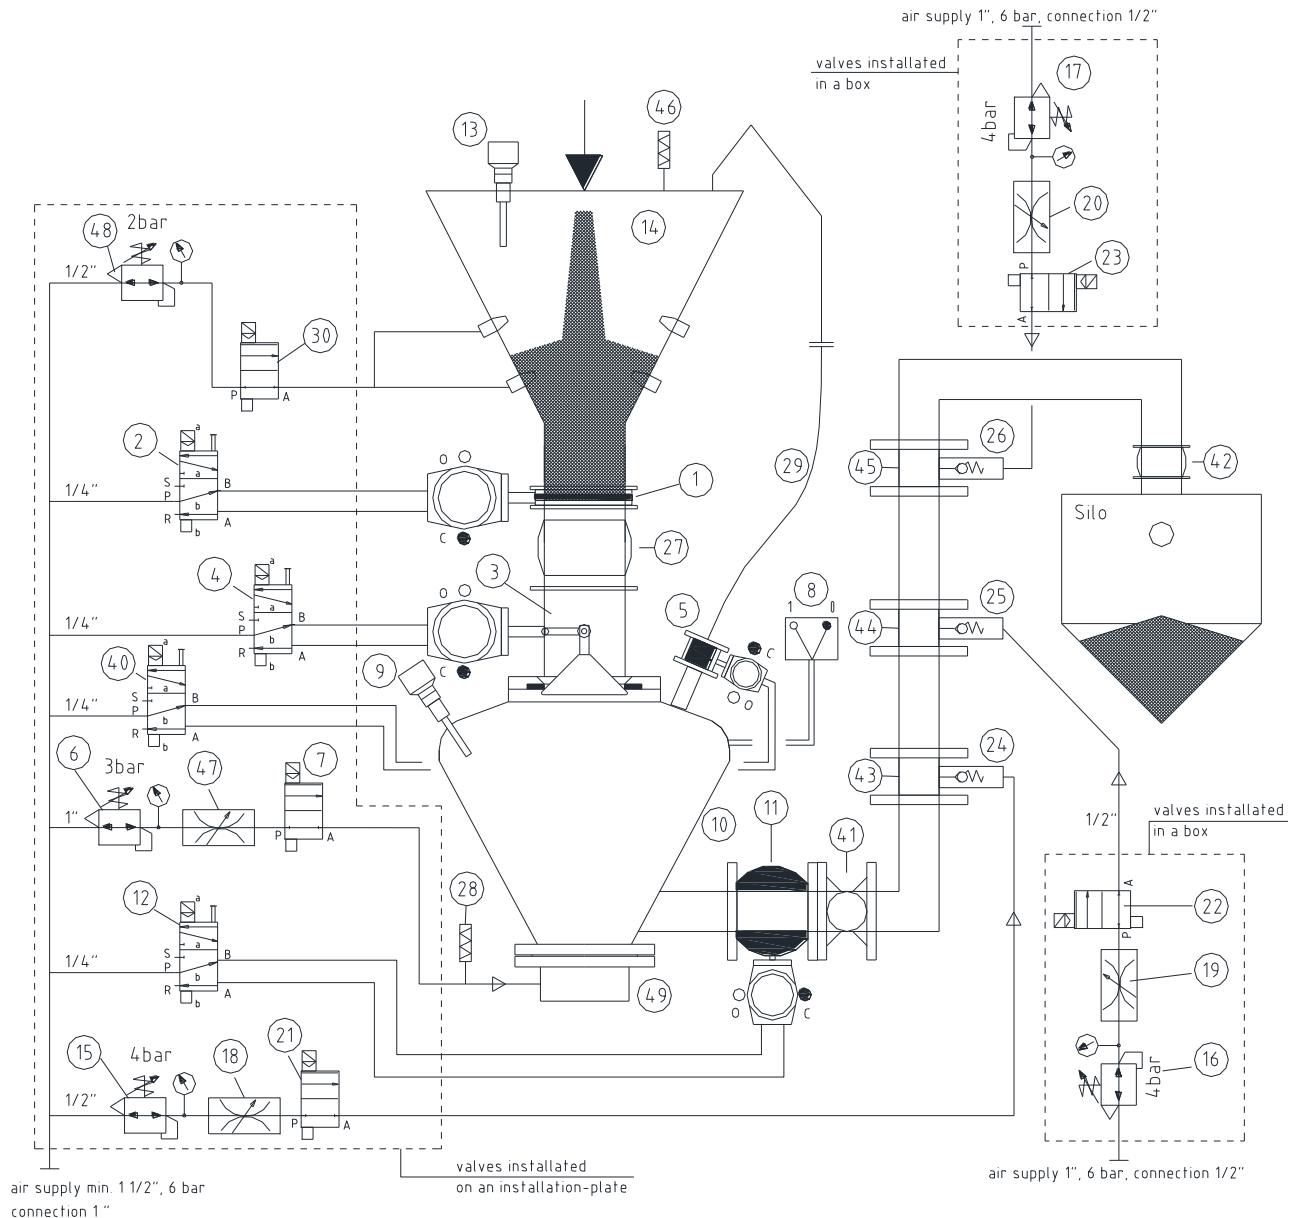 air supply 1", 6 bar, connection 1/2"
valves installated
in a box
17
4bar
20
23
P
A
46
13
14
48
2bar
1/2"
30
P
A
2
a
a
S
P
R
b
b
B
A
1/4"
O
C
1
27
29
45
26
42
Silo
4
a
a
S
P
R
b
b
B
A
1/4"
O
C
3
5
C
O
8
1
0
44
25
40
a
a
S
P
R
b
b
B
A
1/4"
9
6
3bar
47
7
1"
P
A
10
11
41
43
24
1/2"
valves installated
in a box
A
22
P
19
16
4bar
12
a
a
S
P
R
b
b
B
A
1/4"
28
49
O
C
15
4bar
18
21
1/2"
P
A
air supply min. 1 1/2", 6 bar
connection 1 "
valves installated
on an installation-plate
air supply 1", 6 bar, connection 1/2"